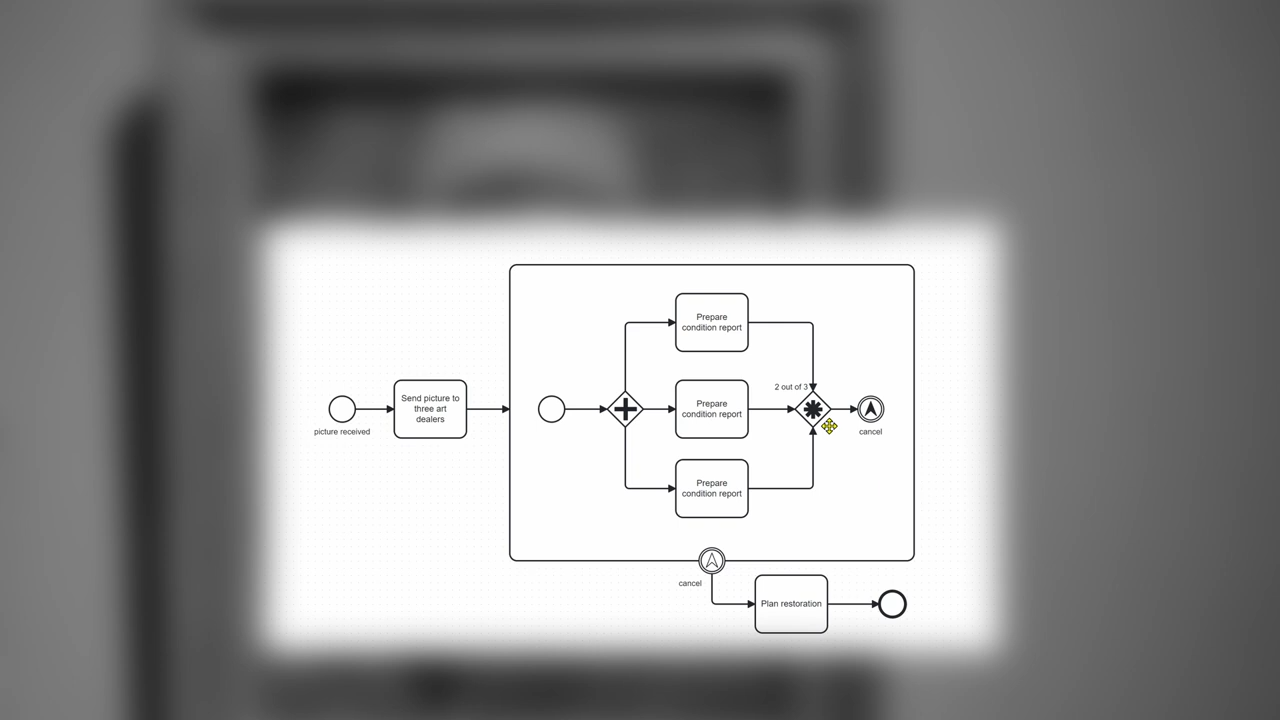 picture received
Send picture to
three art
dealers
Prepare
condition report
Prepare
condition report
Prepare
condition report
2 out of 3
cancel
cancel
Plan restoration